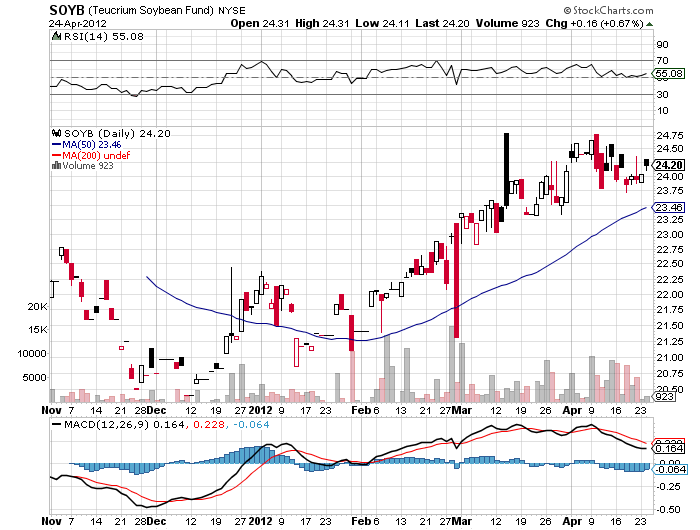 SOYB (Teucrium Soybean Fund) NYSE © StockCharts.com
24-Apr-2012 Open 24.31 High 24.31 Low 24.11 Last 24.20 Volume 923 Chg +0.16 (+0.67%)
RSI(14) 55.08
90
70
55.08
30
10
SOYB (Daily) 24.20
MA(50) 23.46
MA(200) undef
Volume 923
24.75
24.50
24.20
24.00
23.75
23.46
23.25
23.00
22.75
22.50
22.25
22.00
21.75
21.50
21.25
21.00
20.75
20.50
20K
15K
10000
5000
923
Nov 7 14 21 28 Dec 12 19 27 2012 9 17 23 Feb 6 13 21 27 Mar 12 19 26 Apr 9 16 23
MACD(12,26,9) 0.164, 0.228, -0.064
0.164
-0.064
-0.25
-0.50
Nov 7 14 21 28 Dec 12 19 27 2012 9 17 23 Feb 6 13 21 27 Mar 12 19 26 Apr 9 16 23